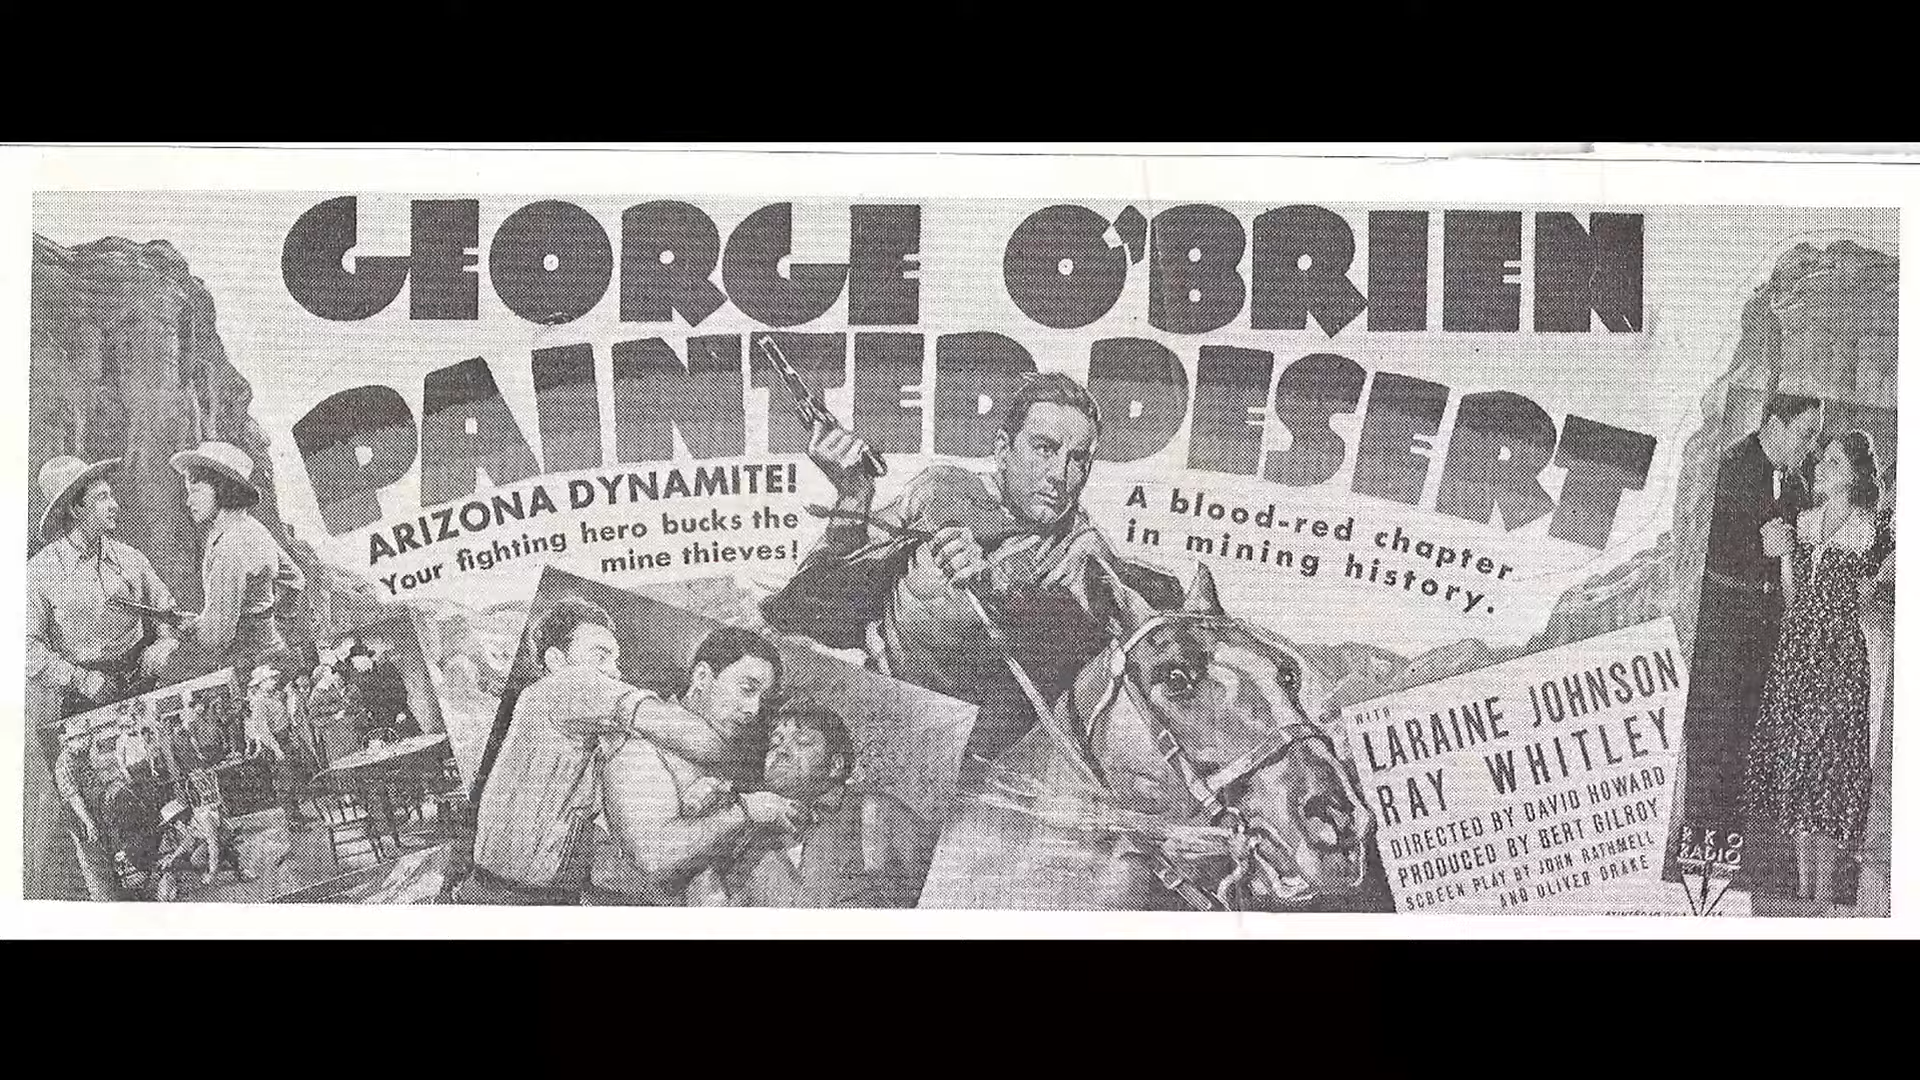 GEORGE O'BRIEN
PAINTED DESERT
ARIZONA DYNAMITE!
Your fighting hero bucks the
mine thieves!
A blood-red chapter
in mining history.
WITH
LARAINE JOHNSON
RAY WHITLEY
DIRECTED BY DAVID HOWARD
PRODUCED BY BERT GILROY
SCREEN PLAY BY JOHN RATHMELL
AND OLIVER DRAKE
RKO
RADIO